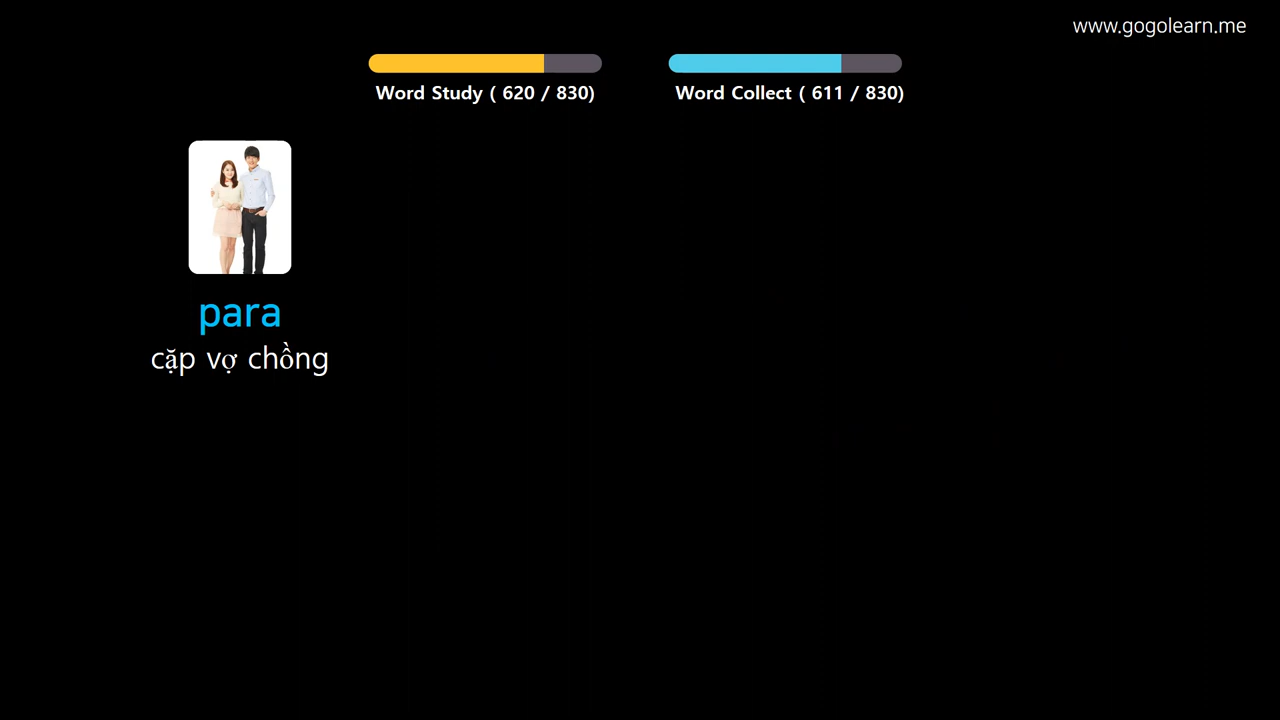 www.gogolearn.me
Word Study ( 620 / 830)
Word Collect ( 611 / 830)
para
cặp vợ chồng